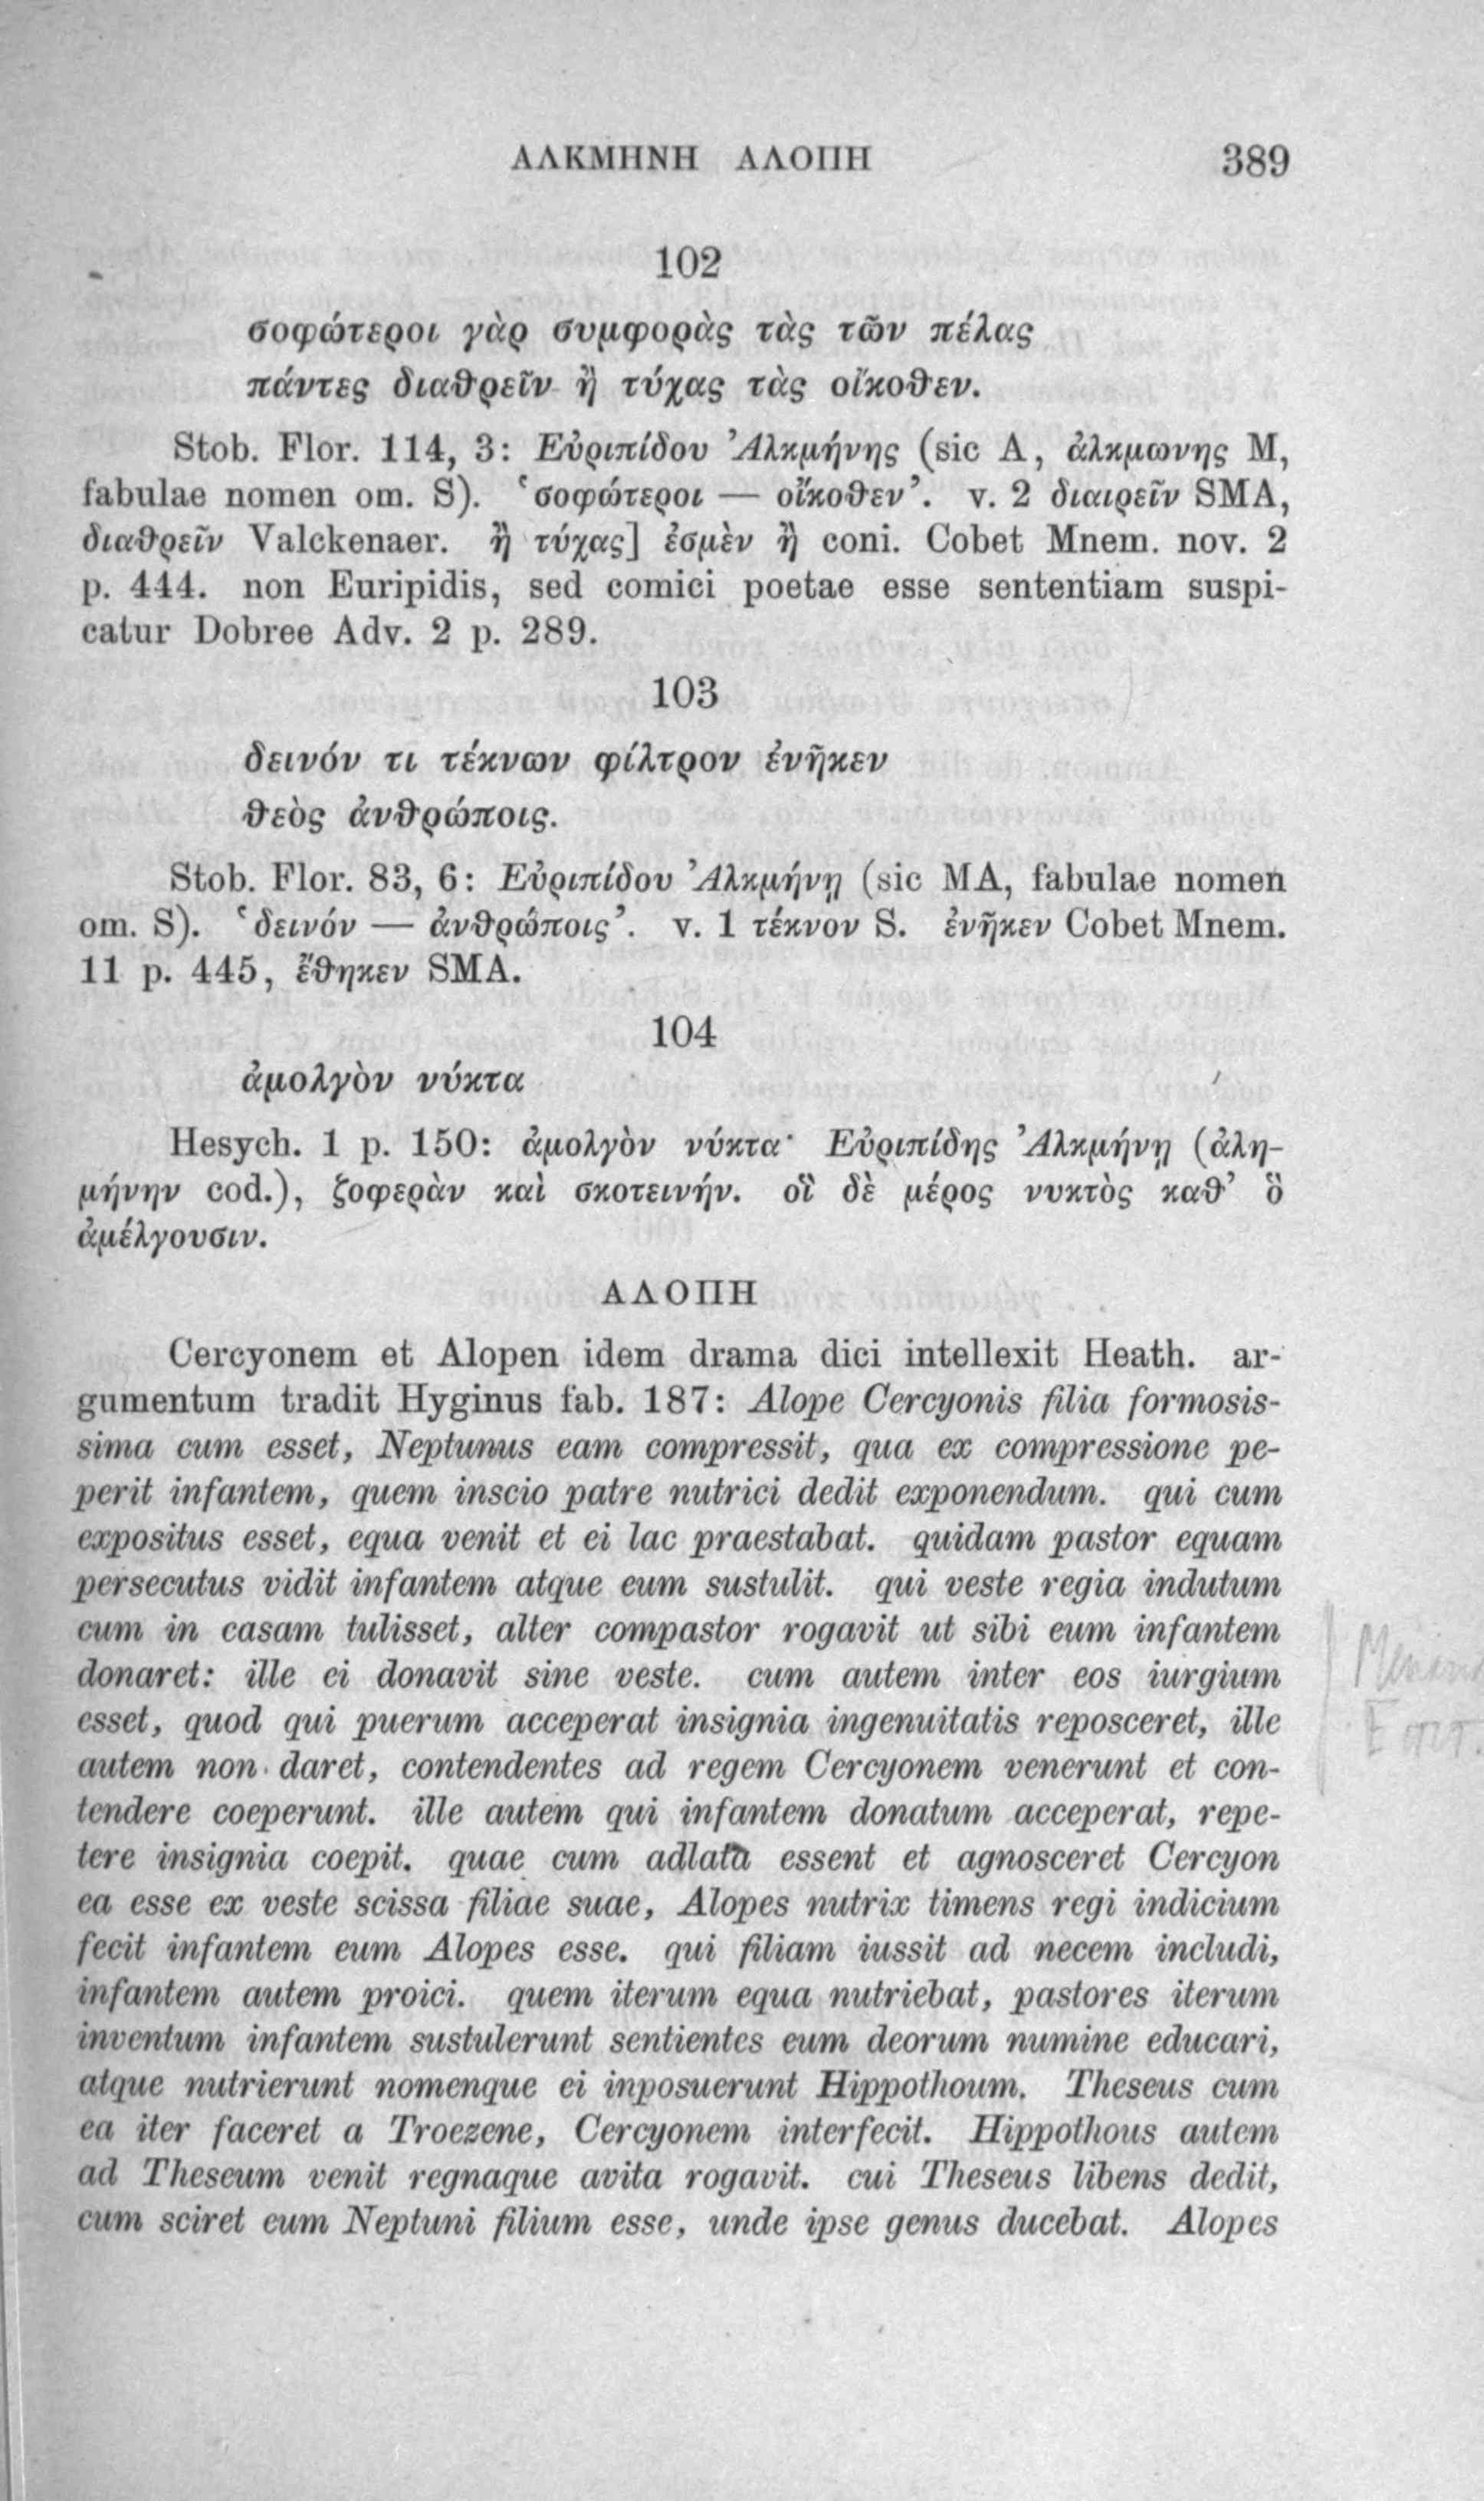 ΑΛΚΜΗΝΗ ΑΛΟΠΗ 389
102
σοφώτεροι γὰρ συμφορὰς τὰς τῶν πέλας
πάντες διαθρεῖν ἢ τύχας τὰς οἴκοθεν.
Stob. Flor. 114, 3: Εὐριπίδου Ἀλκμήνης (sic A, ἀλκμωνης M,
fabulae nomen om. S). ‘σοφώτεροι — οἴκοθεν’. v. 2 διαιρεῖν SMA,
διαθρεῖν Valckenaer. ἢ τύχας] ἐσμὲν ἢ coni. Cobet Mnem. nov. 2
p. 444. non Euripidis, sed comici poetae esse sententiam suspi-
catur Dobree Adv. 2 p. 289.
103
δεινόν τι τέκνων φίλτρον ἐνῆκεν
θεὸς ἀνθρώποις.
Stob. Flor. 83, 6: Εὐριπίδου Ἀλκμήνῃ (sic MA, fabulae nomen
om. S). ‘δεινόν — ἀνθρώποις’. v. 1 τέκνον S. ἐνῆκεν Cobet Mnem.
11 p. 445, ἔθηκεν SMA.
104
ἀμολγὸν νύκτα
Hesych. 1 p. 150: ἀμολγὸν νύκτα· Εὐριπίδης Ἀλκμήνῃ (ἀλη-
μήνην cod.), ζοφερὰν καὶ σκοτεινήν. οἳ δὲ μέρος νυκτὸς καθ’ ὃ
ἀμέλγουσιν.
ΑΛΟΠΗ
Cercyonem et Alopen idem drama dici intellexit Heath. ar-
gumentum tradit Hyginus fab. 187: Alope Cercyonis filia formosis-
sima cum esset, Neptunus eam compressit, qua ex compressione pe-
perit infantem, quem inscio patre nutrici dedit exponendum. qui cum
expositus esset, equa venit et ei lac praestabat. quidam pastor equam
persecutus vidit infantem atque eum sustulit. qui veste regia indutum
cum in casam tulisset, alter compastor rogavit ut sibi eum infantem
donaret: ille ei donavit sine veste. cum autem inter eos iurgium
esset, quod qui puerum acceperat insignia ingenuitatis reposceret, ille
autem non daret, contendentes ad regem Cercyonem venerunt et con-
tendere coeperunt. ille autem qui infantem donatum acceperat, repe-
tere insignia coepit. quae cum adlata essent et agnosceret Cercyon
ea esse ex veste scissa filiae suae, Alopes nutrix timens regi indicium
fecit infantem eum Alopes esse. qui filiam iussit ad necem includi,
infantem autem proici. quem iterum equa nutriebat, pastores iterum
inventum infantem sustulerunt sentientes eum deorum numine educari,
atque nutrierunt nomenque ei inposuerunt Hippothoum. Theseus cum
ea iter faceret a Troezene, Cercyonem interfecit. Hippothous autem
ad Theseum venit regnaque avita rogavit. cui Theseus libens dedit,
cum sciret eum Neptuni filium esse, unde ipse genus ducebat. Alopes